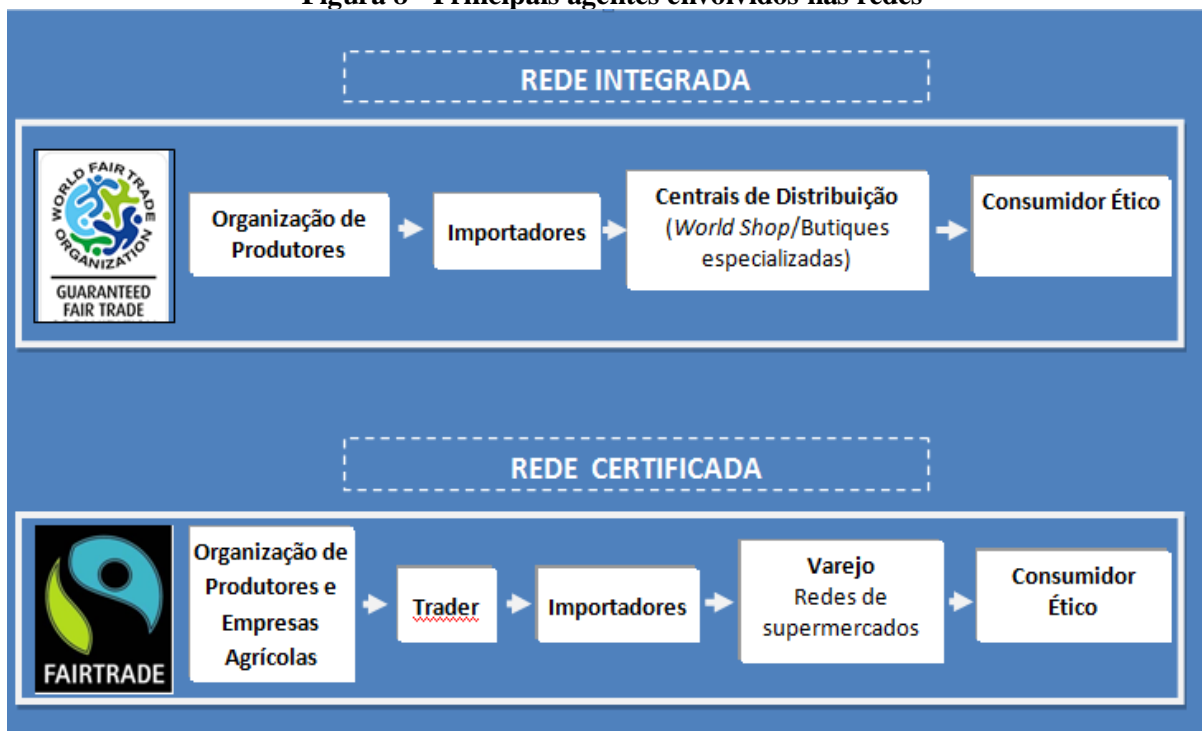 REDE INTEGRADA
WORLD FAIR TRADE ORGANIZATION
GUARANTEED
FAIR TRADE
Organização de
Produtores
Importadores
Centrais de Distribuição
(World Shop/Butiques
especializadas)
Consumidor Ético
REDE CERTIFICADA
FAIRTRADE
Organização de
Produtores e
Empresas
Agrícolas
Trader
Importadores
Varejo
Redes de
supermercados
Consumidor
Ético